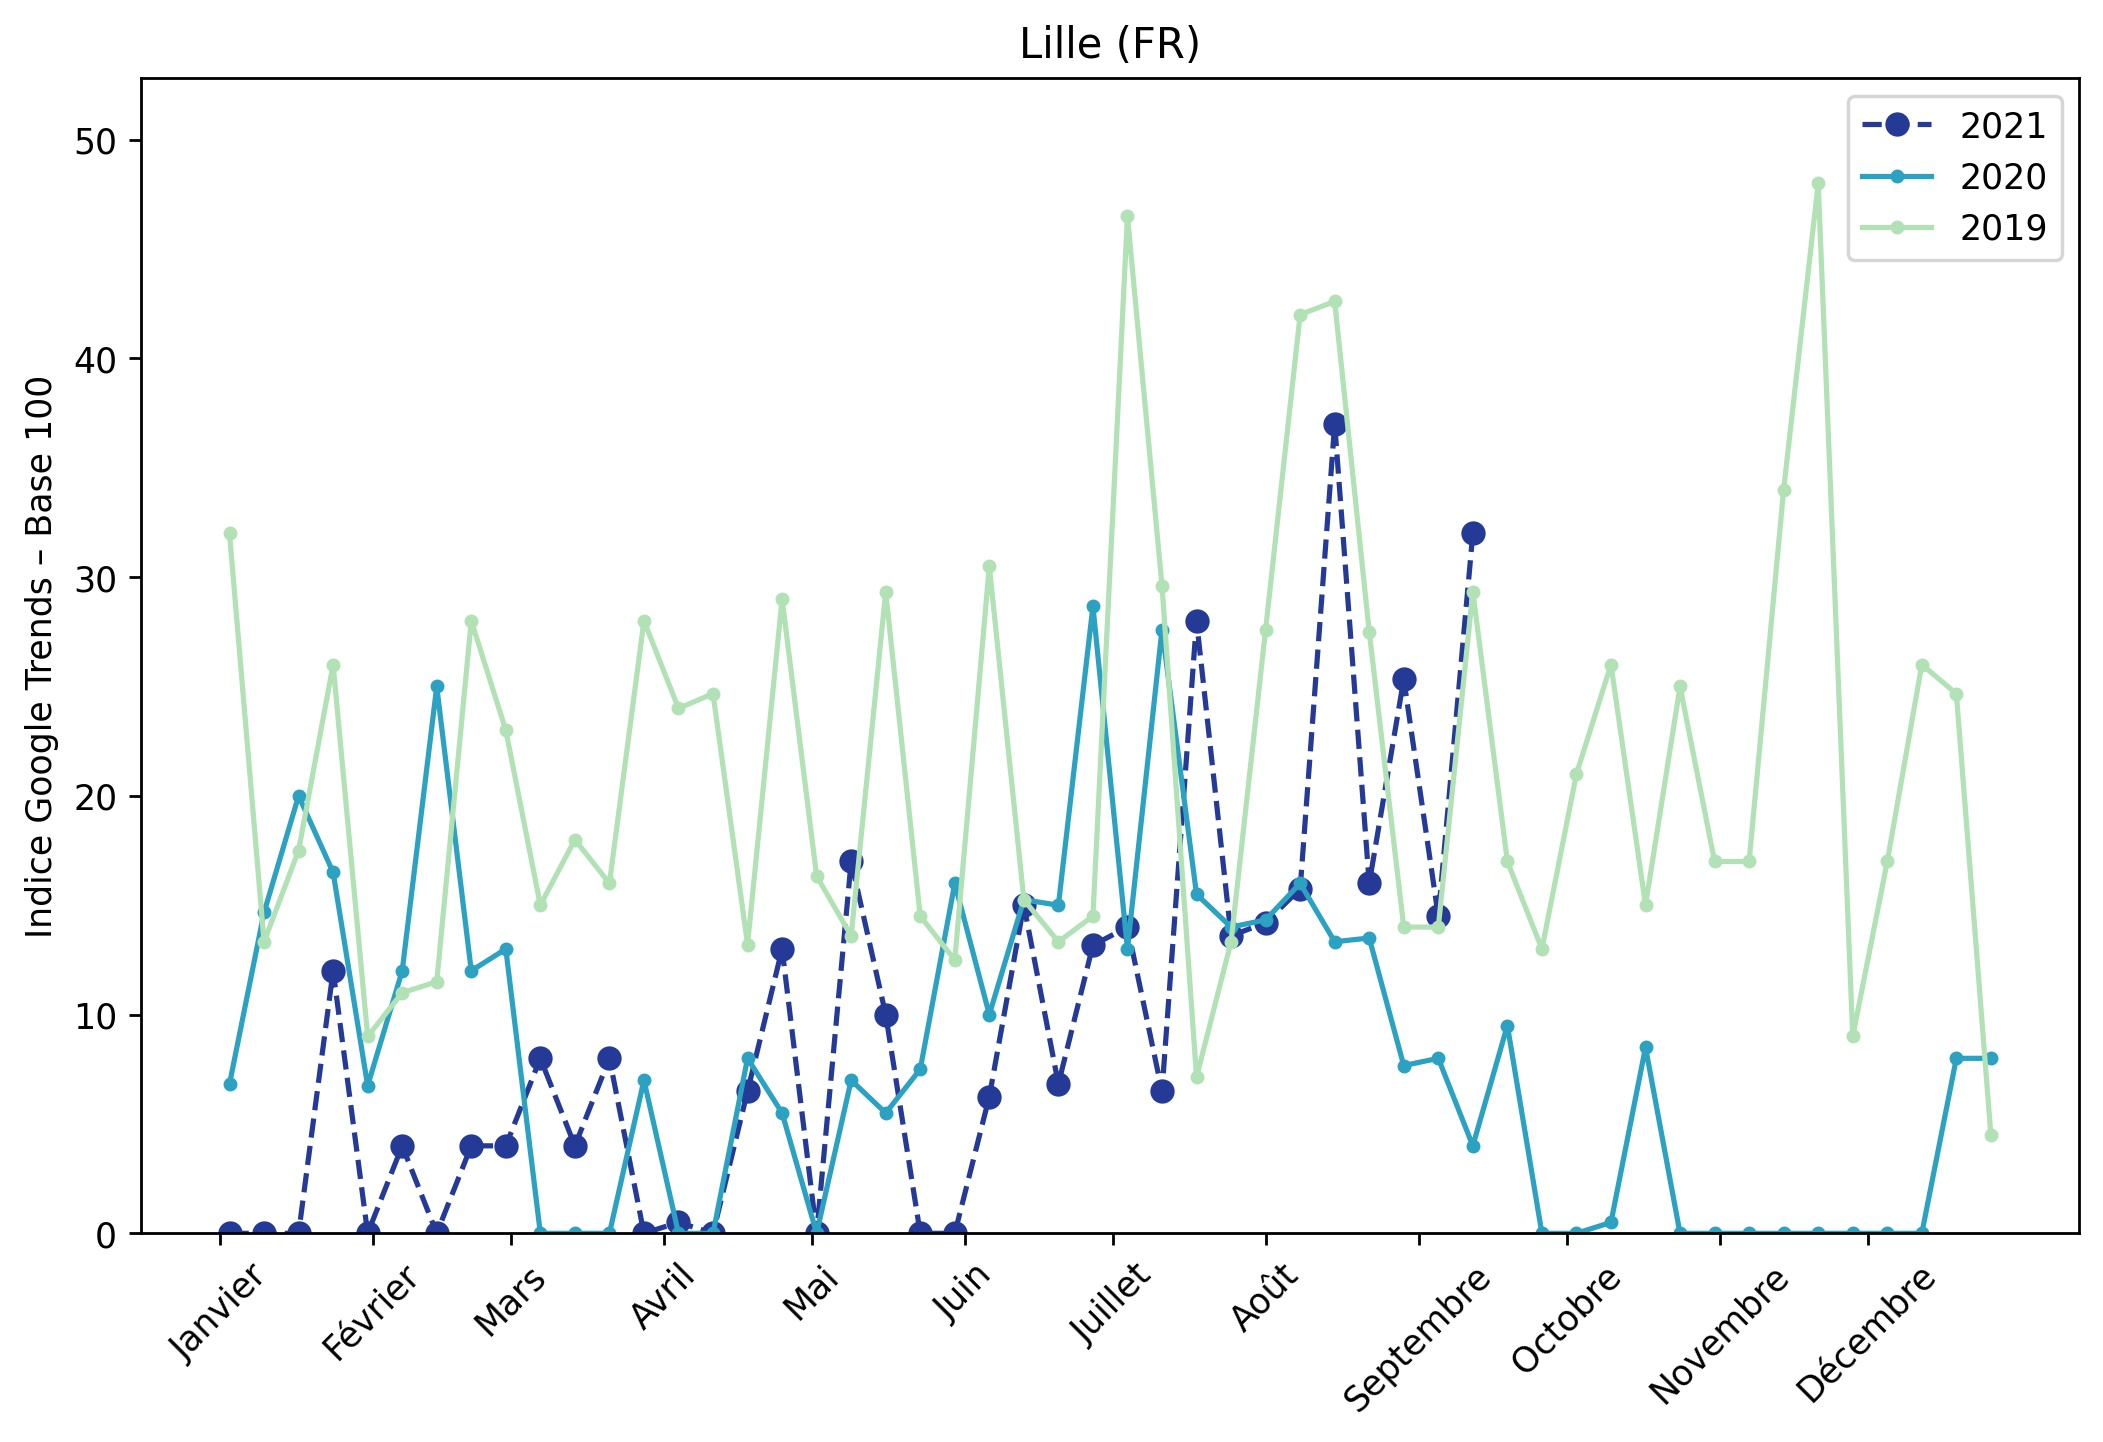 Lille (FR)
2021
2020
2019
Indice Google Trends – Base 100
50
40
30
20
10
0
Janvier
Février
Mars
Avril
Mai
Juin
Juillet
Août
Septembre
Octobre
Novembre
Décembre